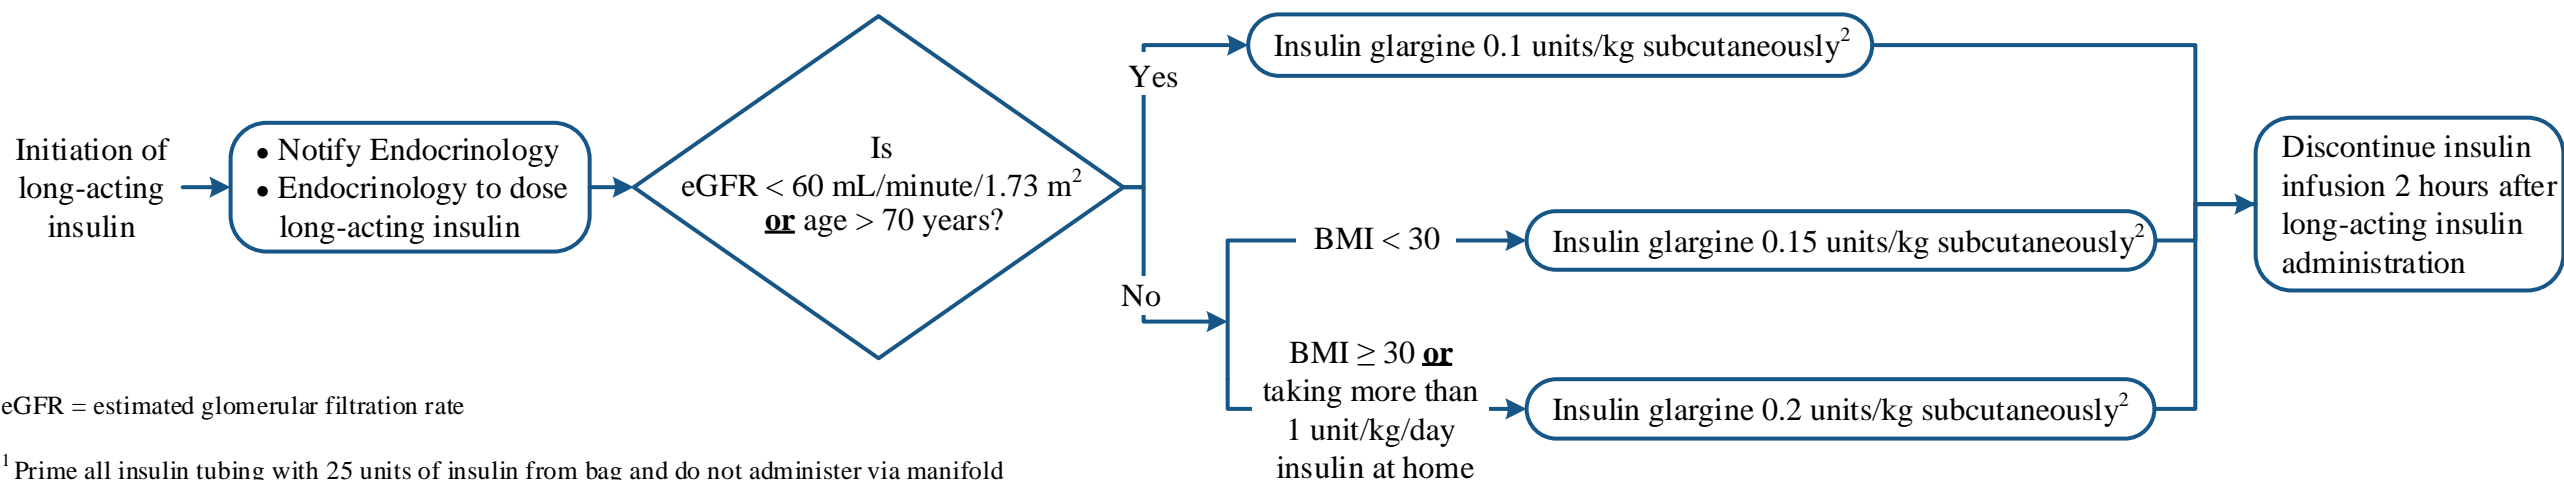 Initiation of
long-acting
insulin
• Notify Endocrinology
• Endocrinology to dose
long-acting insulin
Is
eGFR < 60 mL/minute/1.73 m²
or age > 70 years?
Yes
Insulin glargine 0.1 units/kg subcutaneously²
No
BMI < 30
Insulin glargine 0.15 units/kg subcutaneously²
BMI ≥ 30 or
taking more than
1 unit/kg/day
insulin at home
Insulin glargine 0.2 units/kg subcutaneously²
Discontinue insulin
infusion 2 hours after
long-acting insulin
administration
eGFR = estimated glomerular filtration rate
¹ Prime all insulin tubing with 25 units of insulin from bag and do not administer via manifold